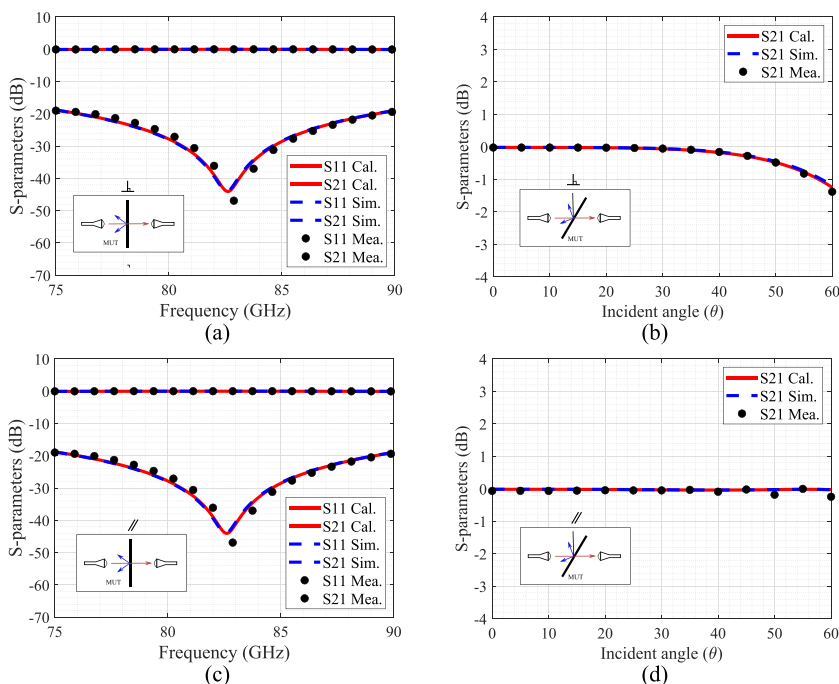 10
0
-10
-20
-30
-40
-50
-60
-70
S-parameters (dB)
S11 Cal.
S21 Cal.
S11 Sim.
S21 Sim.
S11 Mea.
S21 Mea.
⊥
MUT
75
80
85
90
Frequency (GHz)
(a)
4
3
2
1
0
-1
-2
-3
-4
S-parameters (dB)
S21 Cal.
S21 Sim.
S21 Mea.
⊥
MUT
0
10
20
30
40
50
60
Incident angle (θ)
(b)
10
0
-10
-20
-30
-40
-50
-60
-70
S-parameters (dB)
S11 Cal.
S21 Cal.
S11 Sim.
S21 Sim.
S11 Mea.
S21 Mea.
//
MUT
75
80
85
90
Frequency (GHz)
(c)
4
3
2
1
0
-1
-2
-3
-4
S-parameters (dB)
S21 Cal.
S21 Sim.
S21 Mea.
//
MUT
0
10
20
30
40
50
60
Incident angle (θ)
(d)